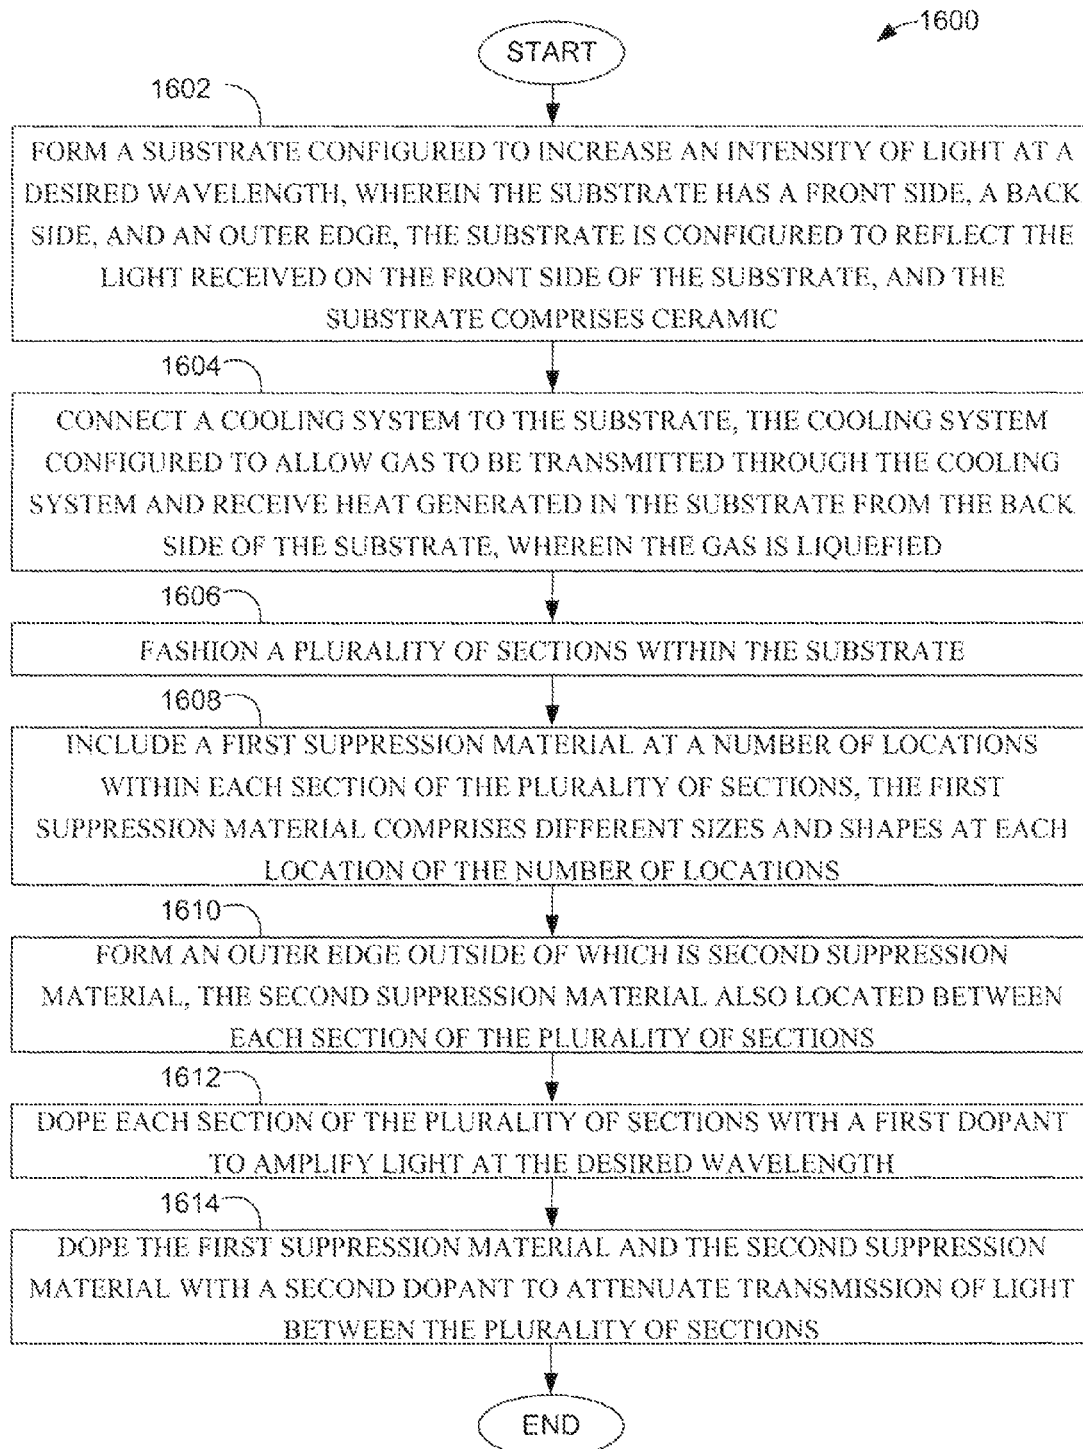 1600
START
1602
FORM A SUBSTRATE CONFIGURED TO INCREASE AN INTENSITY OF LIGHT AT A
DESIRED WAVELENGTH, WHEREIN THE SUBSTRATE HAS A FRONT SIDE, A BACK
SIDE, AND AN OUTER EDGE, THE SUBSTRATE IS CONFIGURED TO REFLECT THE
LIGHT RECEIVED ON THE FRONT SIDE OF THE SUBSTRATE, AND THE
SUBSTRATE COMPRISES CERAMIC
1604
CONNECT A COOLING SYSTEM TO THE SUBSTRATE, THE COOLING SYSTEM
CONFIGURED TO ALLOW GAS TO BE TRANSMITTED THROUGH THE COOLING
SYSTEM AND RECEIVE HEAT GENERATED IN THE SUBSTRATE FROM THE BACK
SIDE OF THE SUBSTRATE, WHEREIN THE GAS IS LIQUEFIED
1606
FASHION A PLURALITY OF SECTIONS WITHIN THE SUBSTRATE
1608
INCLUDE A FIRST SUPPRESSION MATERIAL AT A NUMBER OF LOCATIONS
WITHIN EACH SECTION OF THE PLURALITY OF SECTIONS, THE FIRST
SUPPRESSION MATERIAL COMPRISES DIFFERENT SIZES AND SHAPES AT EACH
LOCATION OF THE NUMBER OF LOCATIONS
1610
FORM AN OUTER EDGE OUTSIDE OF WHICH IS SECOND SUPPRESSION
MATERIAL, THE SECOND SUPPRESSION MATERIAL ALSO LOCATED BETWEEN
EACH SECTION OF THE PLURALITY OF SECTIONS
1612
DOPE EACH SECTION OF THE PLURALITY OF SECTIONS WITH A FIRST DOPANT
TO AMPLIFY LIGHT AT THE DESIRED WAVELENGTH
1614
DOPE THE FIRST SUPPRESSION MATERIAL AND THE SECOND SUPPRESSION
MATERIAL WITH A SECOND DOPANT TO ATTENUATE TRANSMISSION OF LIGHT
BETWEEN THE PLURALITY OF SECTIONS
END